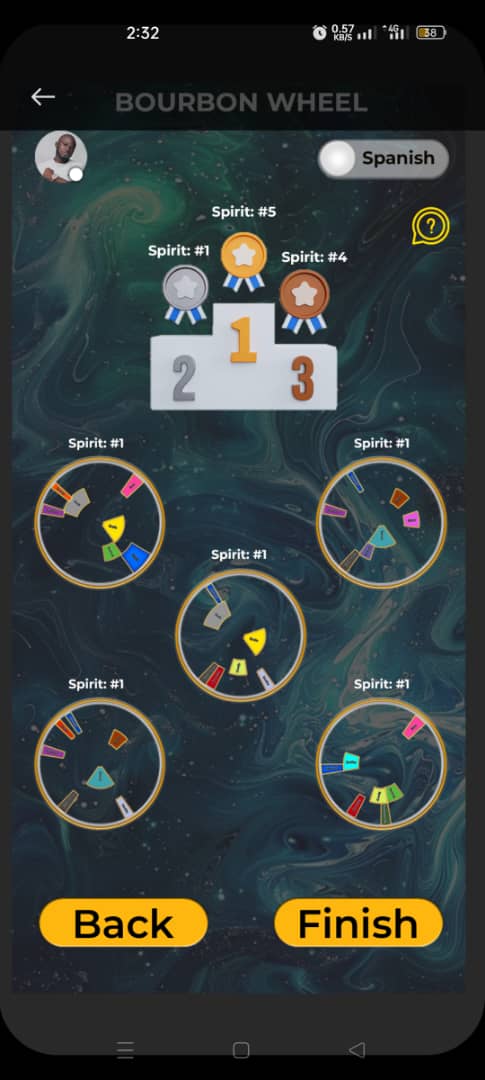 2:32
0.57
KB/S
4G
38
BOURBON WHEEL
Spanish
Spirit: #5
?
Spirit: #1
Spirit: #4
1
2
3
Spirit: #1
Spirit: #1
Spirit: #1
Spirit: #1
Spirit: #1
Back
Finish